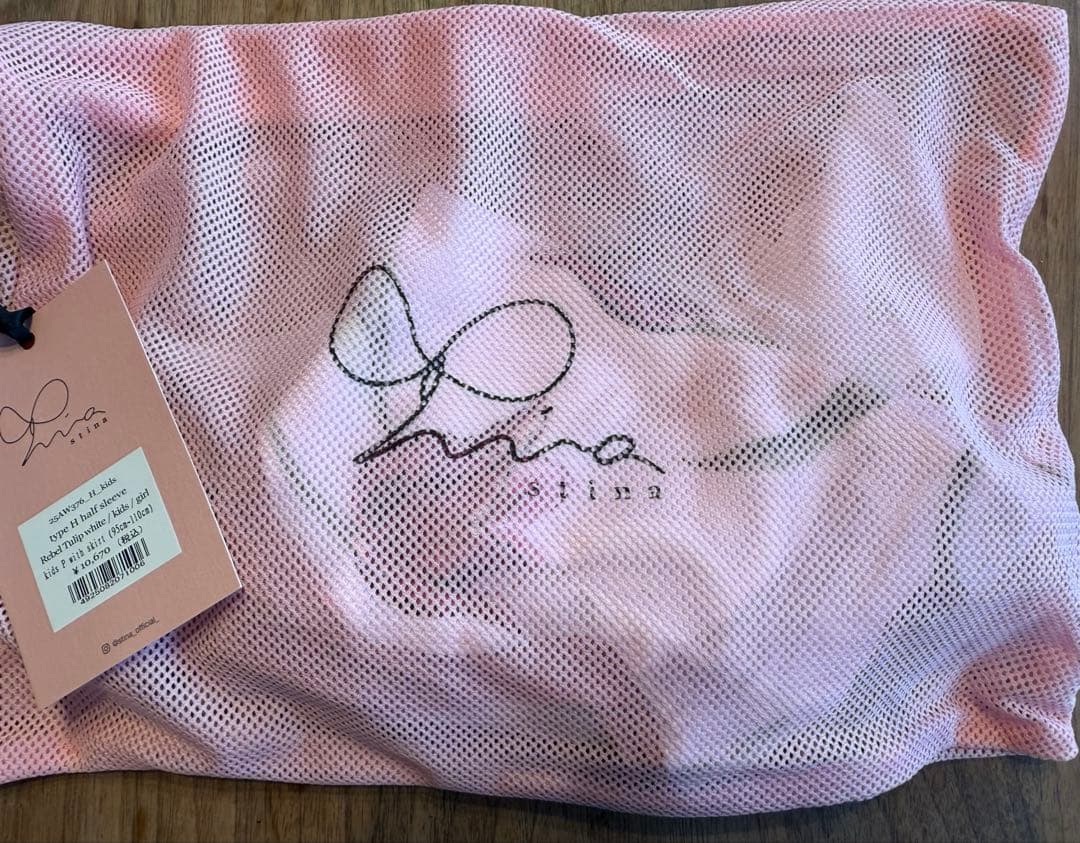 stina
stina
25AW376_H_kids
type H half sleeve
Rebel Tulip white / kids / girl
kids P with skirt (95cm-110cm)
¥10,670 (税込)
4925082071006
@stina_official_